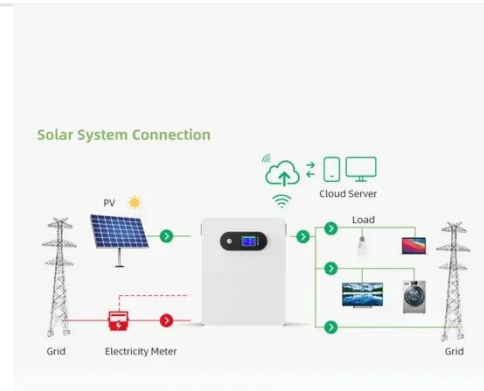 Solar System Connection
Cloud Server
PV
Load
Grid
Electricity Meter
Grid